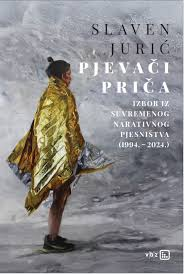 SLAVEN
JURIĆ
PJEVAČI
PRIČA
IZBOR IZ
SUVREMENOG
NARATIVNOG
PJESNIŠTVA
(1994. – 2024.)
vbz